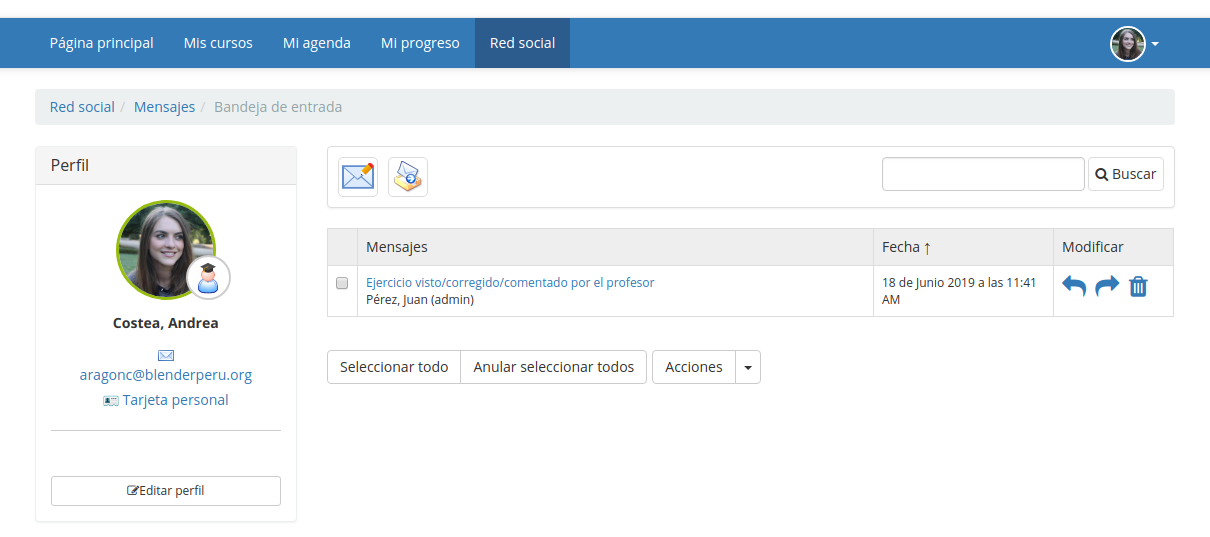 Página principal Mis cursos Mi agenda Mi progreso Red social
Red social / Mensajes / Bandeja de entrada
Perfil
Costea, Andrea
aragonc@blenderperu.org
Tarjeta personal
Editar perfil
Buscar
Mensajes Fecha ↑ Modificar
Ejercicio visto/corregido/comentado por el profesor
Pérez, Juan (admin)
18 de Junio 2019 a las 11:41
AM
Seleccionar todo Anular seleccionar todos Acciones